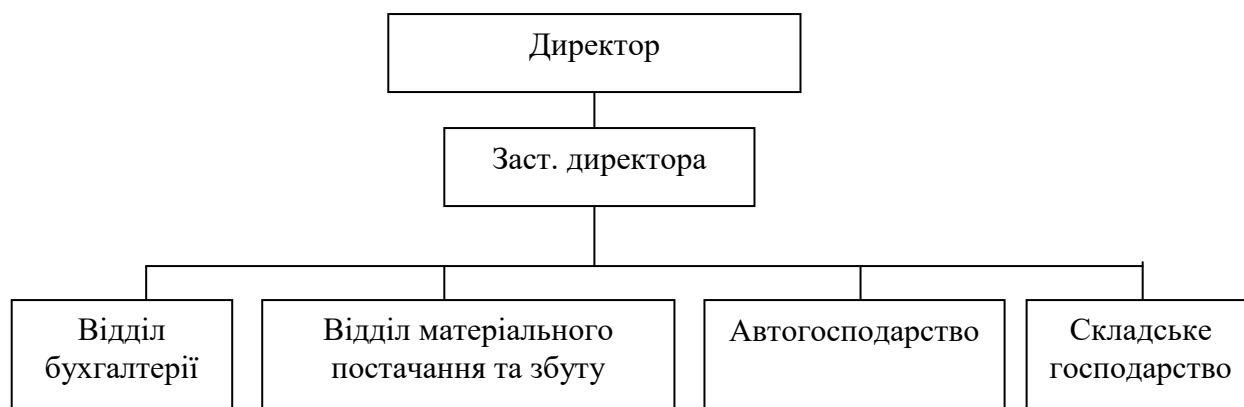 Директор
Заст. директора
Відділ
бухгалтерії
Відділ матеріального
постачання та збуту
Автогосподарство
Складське
господарство